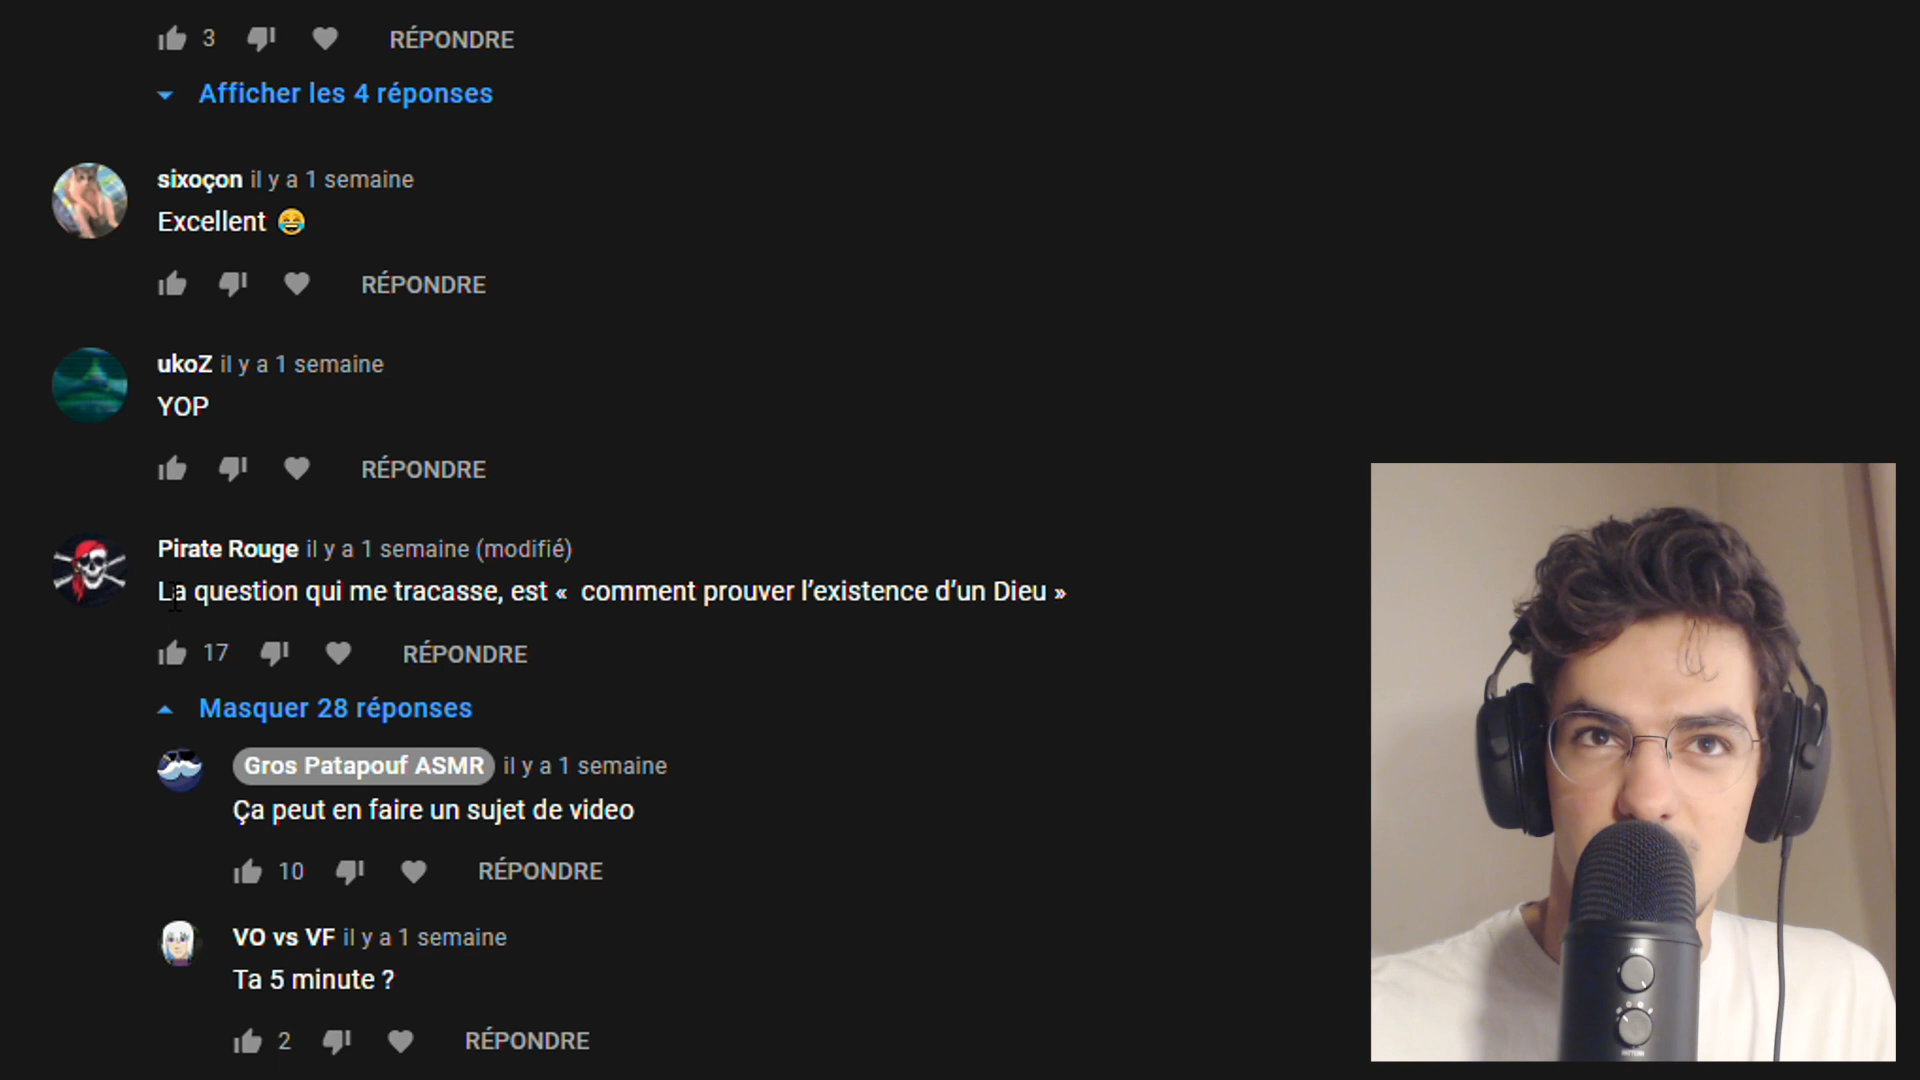 3 RÉPONDRE
Afficher les 4 réponses
sixoçon il y a 1 semaine
Excellent 😂
RÉPONDRE
ukoZ il y a 1 semaine
YOP
RÉPONDRE
Pirate Rouge il y a 1 semaine (modifié)
La question qui me tracasse, est «  comment prouver l’existence d’un Dieu »
17 RÉPONDRE
Masquer 28 réponses
Gros Patapouf ASMR il y a 1 semaine
Ça peut en faire un sujet de video
10 RÉPONDRE
VO vs VF il y a 1 semaine
Ta 5 minute ?
2 RÉPONDRE